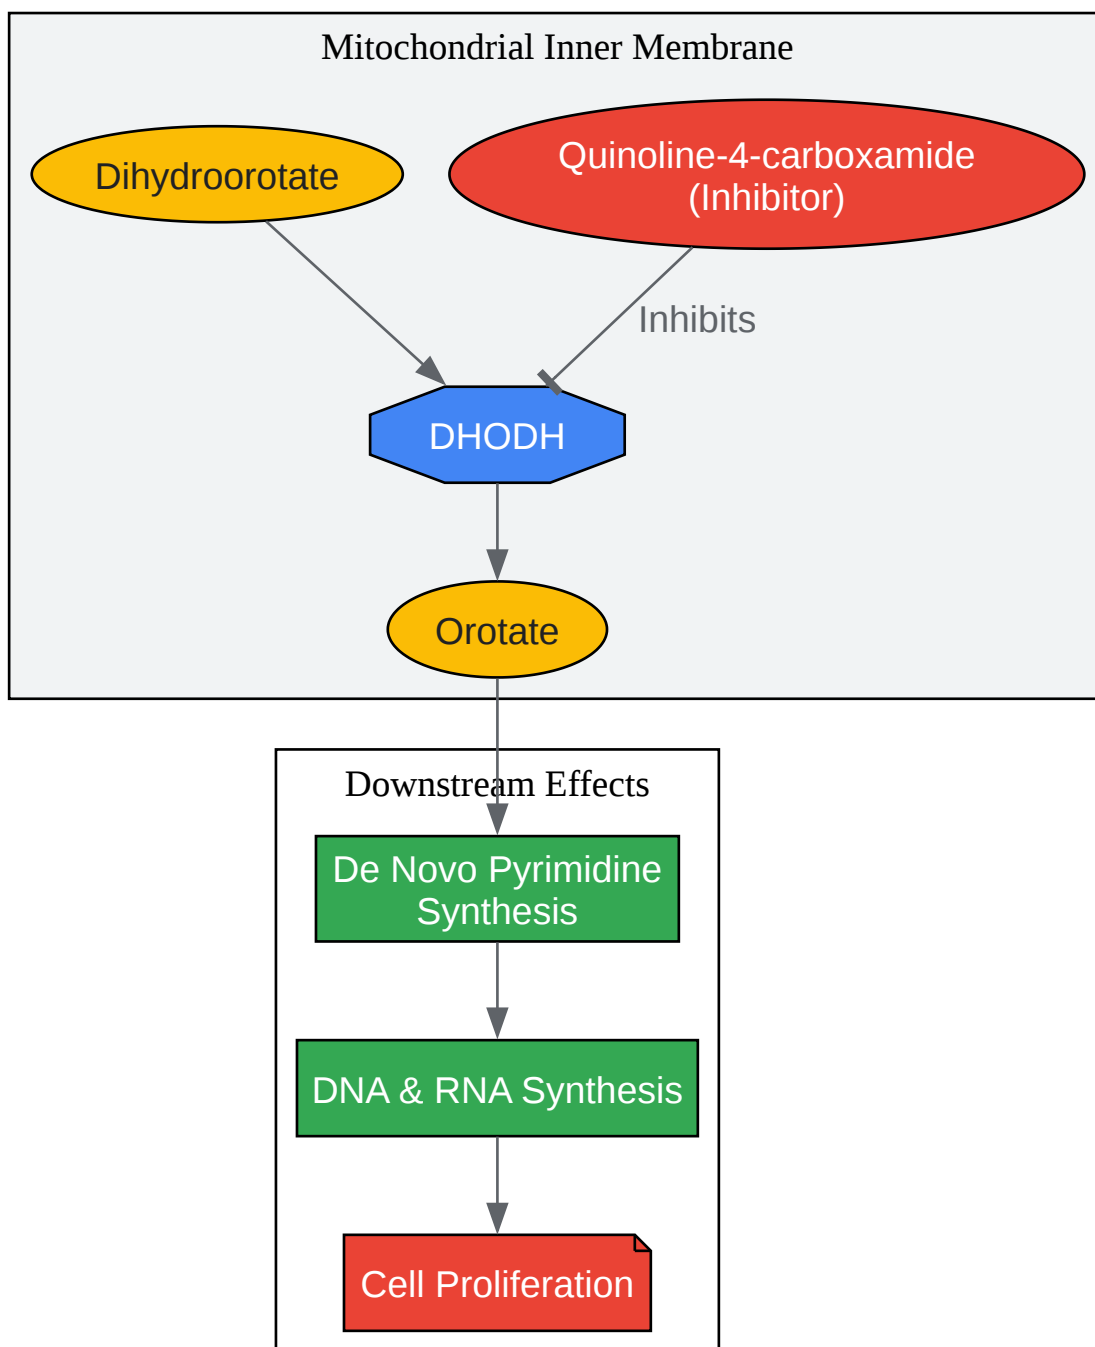 Mitochondrial Inner Membrane
Dihydroorotate
Quinoline-4-carboxamide
(Inhibitor)
Inhibits
DHODH
Orotate
Downstream Effects
De Novo Pyrimidine
Synthesis
DNA & RNA Synthesis
Cell Proliferation